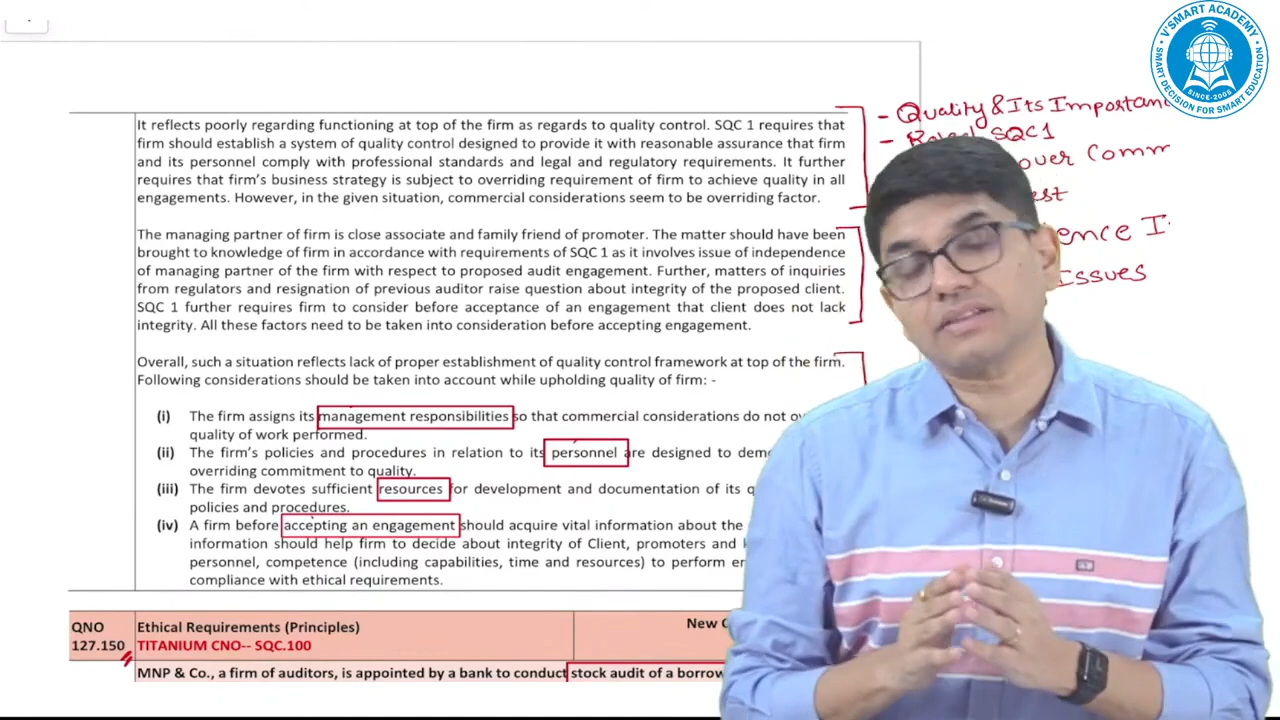 V'SMART ACADEMY
SMART DECISION FOR SMART EDUCATION
SINCE-2005
It reflects poorly regarding functioning at top of the firm as regards to quality control. SQC 1 requires that
firm should establish a system of quality control designed to provide it with reasonable assurance that firm
and its personnel comply with professional standards and legal and regulatory requirements. It further
requires that firm's business strategy is subject to overriding requirement of firm to achieve quality in all
engagements. However, in the given situation, commercial considerations seem to be overriding factor.
- Quality & Its
- SQC1
over Comm
Issues
The managing partner of firm is close associate and family friend of promoter. The matter should have been
brought to knowledge of firm in accordance with requirements of SQC 1 as it involves issue of independence
of managing partner of the firm with respect to proposed audit engagement. Further, matters of inquiries
from regulators and resignation of previous auditor raise question about integrity of the proposed client.
SQC 1 further requires firm to consider before acceptance of an engagement that client does not lack
integrity. All these factors need to be taken into consideration before accepting engagement.
Overall, such a situation reflects lack of proper establishment of quality control framework at top of the firm.
Following considerations should be taken into account while upholding quality of firm: -
(i) The firm assigns its management responsibilities so that commercial considerations do not
quality of work performed.
(ii) The firm's policies and procedures in relation to its personnel are designed to
overriding commitment to quality.
(iii) The firm devotes sufficient resources for development and documentation of its
policies and procedures.
(iv) A firm before accepting an engagement should acquire vital information about the
information should help firm to decide about integrity of Client, promoters and
personnel, competence (including capabilities, time and resources) to perform
compliance with ethical requirements.
QNO Ethical Requirements (Principles) New
127.150 TITANIUM CNO-- SQC.100
MNP & Co., a firm of auditors, is appointed by a bank to conduct stock audit of a